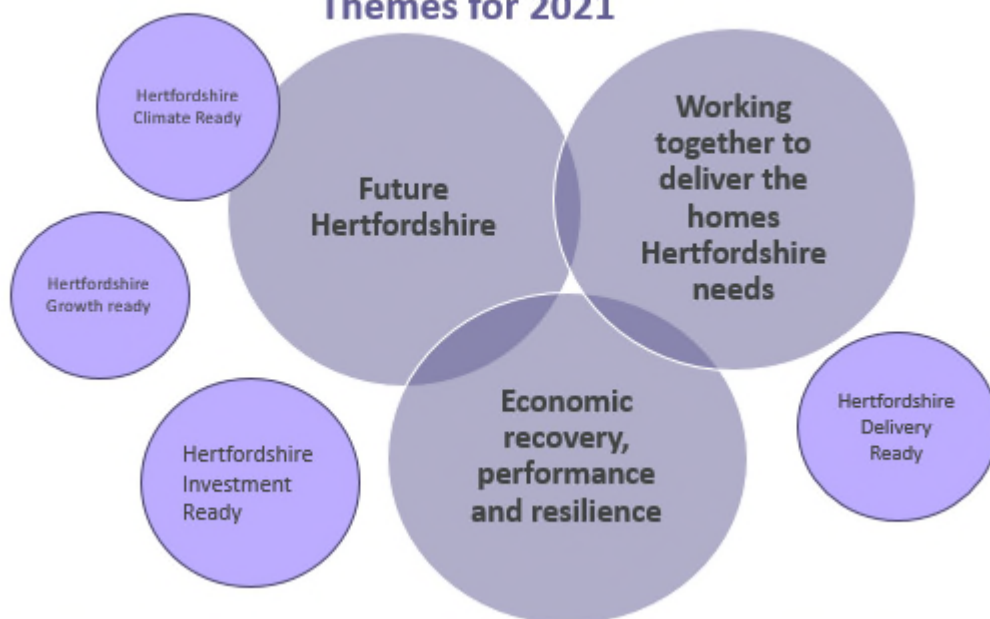 Themes for 2021
Hertfordshire
Climate Ready
Future
Hertfordshire
Working
together to
deliver the
homes
Hertfordshire
needs
Hertfordshire
Growth ready
Economic
recovery,
performance
and resilience
Hertfordshire
Investment
Ready
Hertfordshire
Delivery
Ready